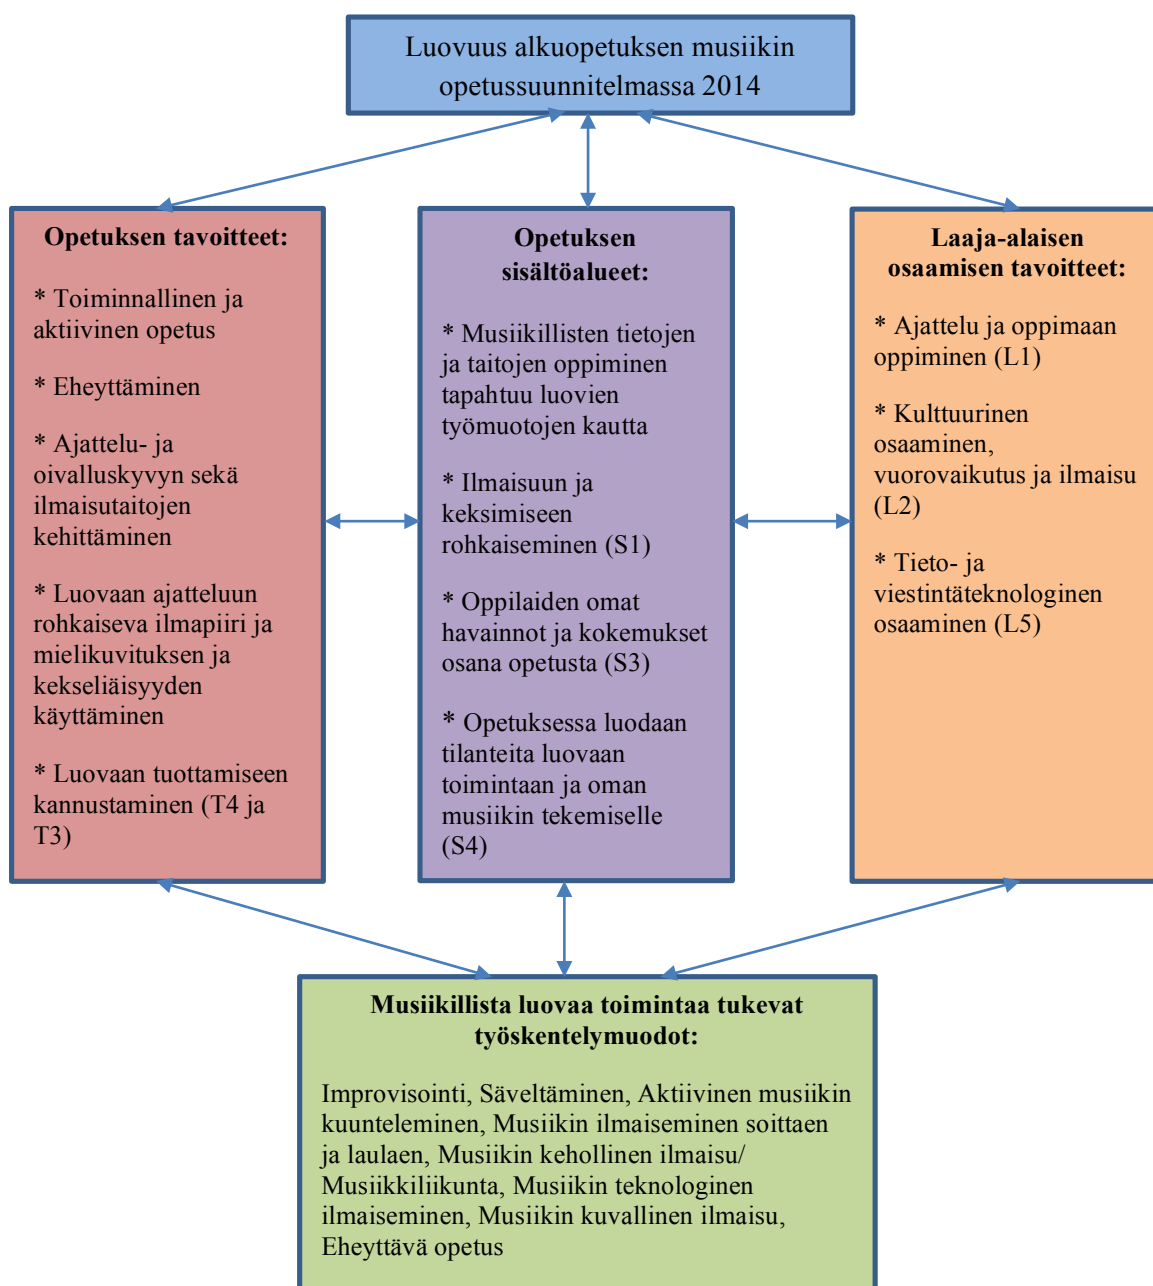 Luovuus alkuopetuksen musiikin
opetussuunnitelmassa 2014
Opetuksen tavoitteet:
* Toiminnallinen ja
aktiivinen opetus
* Eheyttäminen
* Ajattelu- ja
oivalluskyvyn sekä
ilmaisutaitojen
kehittäminen
* Luovaan ajatteluun
rohkaiseva ilmapiiri ja
mielikuvituksen ja
kekseliäisyyden
käyttäminen
* Luovaan tuottamiseen
kannustaminen (T4 ja
T3)
Opetuksen
sisältöalueet:
* Musiikillisten tietojen
ja taitojen oppiminen
tapahtuu luovien
työmuotojen kautta
* Ilmaisuun ja
keksimiseen
rohkaiseminen (S1)
* Oppilaiden omat
havainnot ja kokemukset
osana opetusta (S3)
* Opetuksessa luodaan
tilanteita luovaan
toimintaan ja oman
musiikin tekemiselle
(S4)
Laaja-alaisen
osaamisen tavoitteet:
* Ajattelu ja oppimaan
oppiminen (L1)
* Kulttuurinen
osaaminen,
vuorovaikutus ja ilmaisu
(L2)
* Tieto- ja
viestintäteknologinen
osaaminen (L5)
Musiikillista luovaa toimintaa tukevat
työskentelymuodot:
Improvisointi, Säveltäminen, Aktiivinen musiikin
kuunteleminen, Musiikin ilmaiseminen soittaen
ja laulaen, Musiikin kehollinen ilmaisu/
Musiikkiliikunta, Musiikin teknologinen
ilmaiseminen, Musiikin kuvallinen ilmaisu,
Eheyttävä opetus